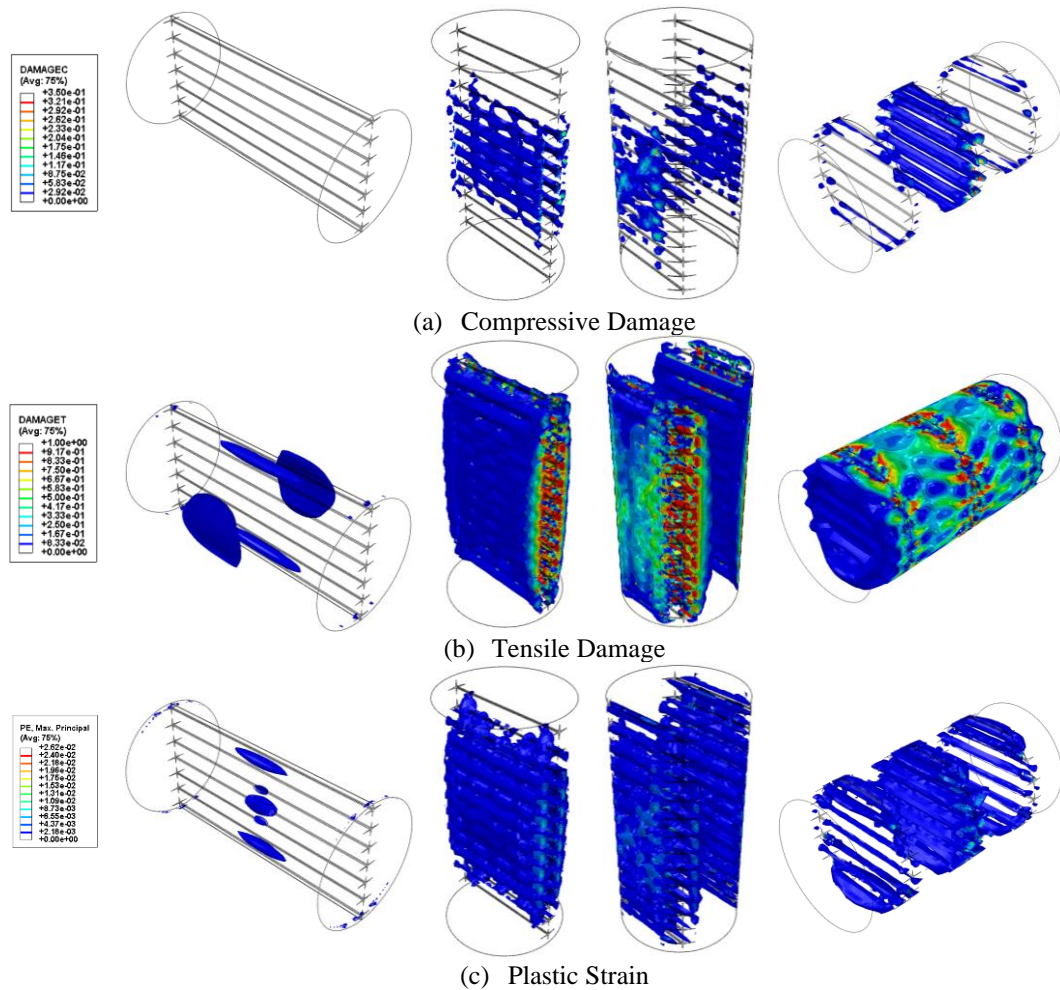 DAMAGEC
(Avg: 75%)
+3.50e-01
+3.21e-01
+2.92e-01
+2.62e-01
+2.33e-01
+2.04e-01
+1.75e-01
+1.46e-01
+1.17e-01
+8.75e-02
+5.83e-02
+2.92e-02
+0.00e+00
(a) Compressive Damage
DAMAGET
(Avg: 75%)
+1.00e+00
+9.17e-01
+8.33e-01
+7.50e-01
+6.67e-01
+5.83e-01
+5.00e-01
+4.17e-01
+3.33e-01
+2.50e-01
+1.67e-01
+8.33e-02
+0.00e+00
(b) Tensile Damage
PE, Max. Principal
(Avg: 75%)
+2.62e-02
+2.40e-02
+2.18e-02
+1.96e-02
+1.75e-02
+1.53e-02
+1.31e-02
+1.09e-02
+8.73e-03
+6.55e-03
+4.37e-03
+2.18e-03
+0.00e+00
(c) Plastic Strain